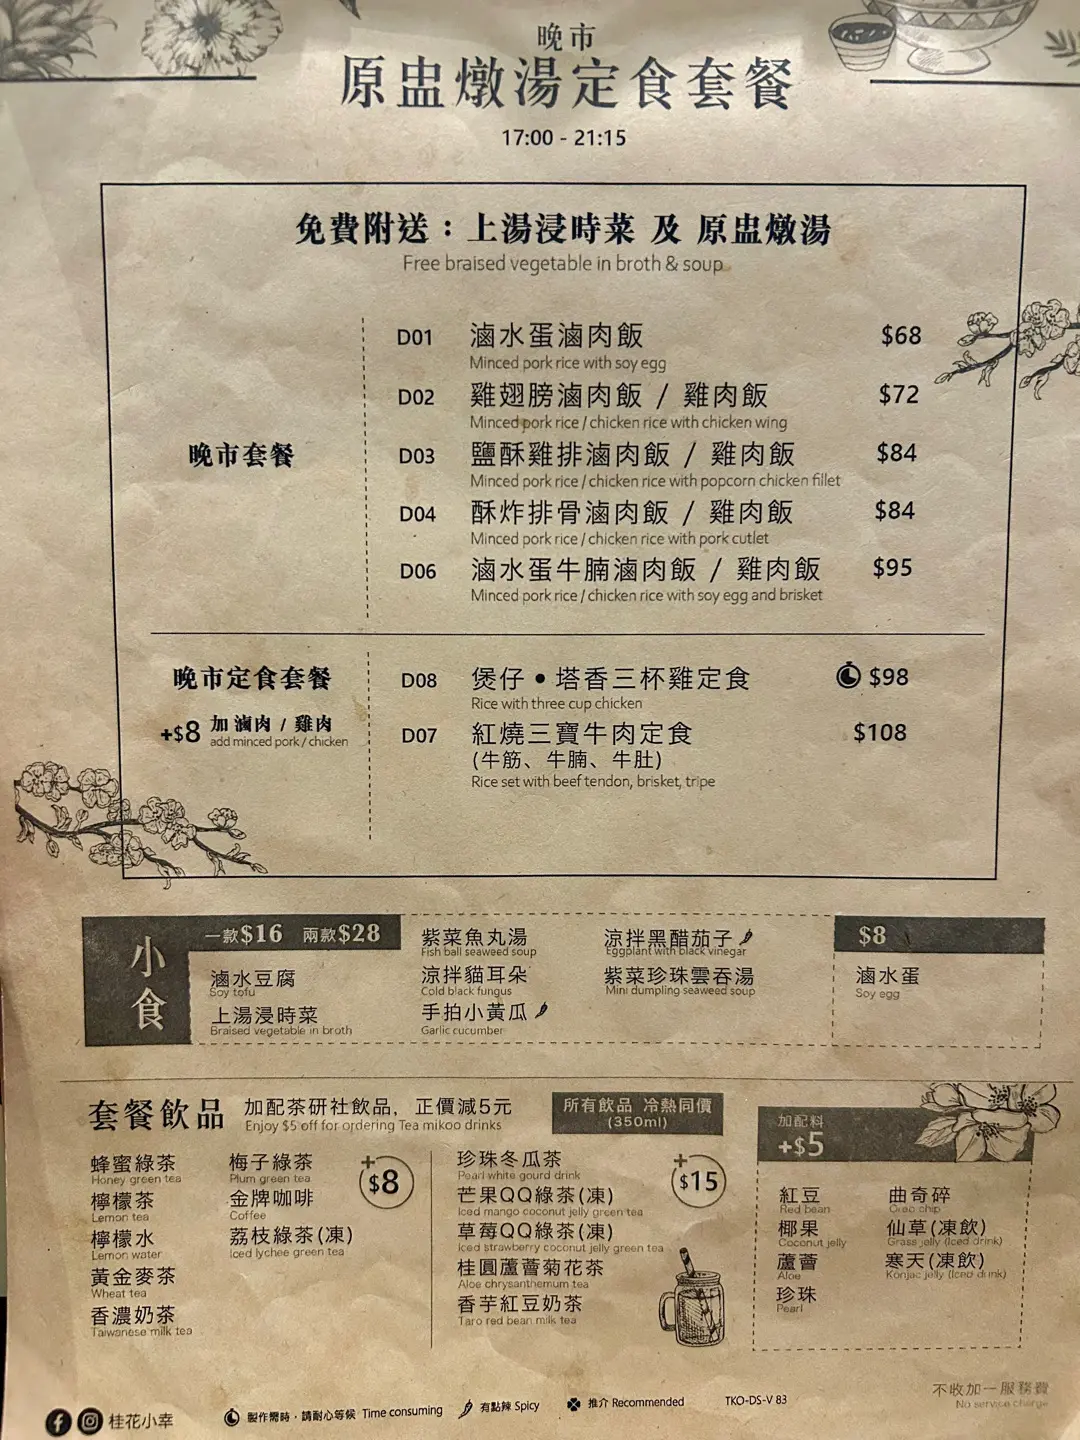 晚市
原盅燉湯定食套餐
17:00 - 21:15
免費附送：上湯浸時菜 及 原盅燉湯
Free braised vegetable in broth & soup
晚市套餐
D01 滷水蛋滷肉飯 $68
Minced pork rice with soy egg
D02 雞翅膀滷肉飯 / 雞肉飯 $72
Minced pork rice / chicken rice with chicken wing
D03 鹽酥雞排滷肉飯 / 雞肉飯 $84
Minced pork rice / chicken rice with popcorn chicken fillet
D04 酥炸排骨滷肉飯 / 雞肉飯 $84
Minced pork rice / chicken rice with pork cutlet
D06 滷水蛋牛腩滷肉飯 / 雞肉飯 $95
Minced pork rice / chicken rice with soy egg and brisket
晚市定食套餐
+$8 加滷肉 / 雞肉
add minced pork / chicken
D08 煲仔•塔香三杯雞定食 $98
Rice with three cup chicken
D07 紅燒三寶牛肉定食 $108
(牛筋、牛腩、牛肚)
Rice set with beef tendon, brisket, tripe
小食
一款$16 兩款$28
滷水豆腐
Soy tofu
上湯浸時菜
Braised vegetable in broth
紫菜魚丸湯
Fish ball seaweed soup
涼拌貓耳朵
Cold black fungus
手拍小黃瓜
Garlic cucumber
涼拌黑醋茄子
Eggplant with black vinegar
紫菜珍珠雲吞湯
Mini dumpling seaweed soup
$8
滷水蛋
Soy egg
套餐飲品
加配茶研社飲品，正價減5元
Enjoy $5 off for ordering Tea mikoo drinks
所有飲品 冷熱同價
(350ml)
+$8
蜂蜜綠茶
Honey green tea
檸檬茶
Lemon tea
檸檬水
Lemon water
黃金麥茶
Wheat tea
香濃奶茶
Taiwanese milk tea
梅子綠茶
Plum green tea
金牌咖啡
Coffee
荔枝綠茶(凍)
Iced lychee green tea
+$15
珍珠冬瓜茶
Pearl white gourd drink
芒果QQ綠茶(凍)
Iced mango coconut jelly green tea
草莓QQ綠茶(凍)
Iced strawberry coconut jelly green tea
桂圓蘆薈菊花茶
Aloe chrysanthemum tea
香芋紅豆奶茶
Taro red bean milk tea
加配料
+$5
紅豆
Red bean
椰果
Coconut jelly
蘆薈
Aloe
珍珠
Pearl
曲奇碎
Oreo chip
仙草(凍飲)
Grass jelly (Iced drink)
寒天(凍飲)
Konjac jelly (Iced drink)
不收加一服務費
No service charge
桂花小幸
製作需時，請耐心等候 Time consuming
有點辣 Spicy
推介 Recommended
TKO-DS-V 83